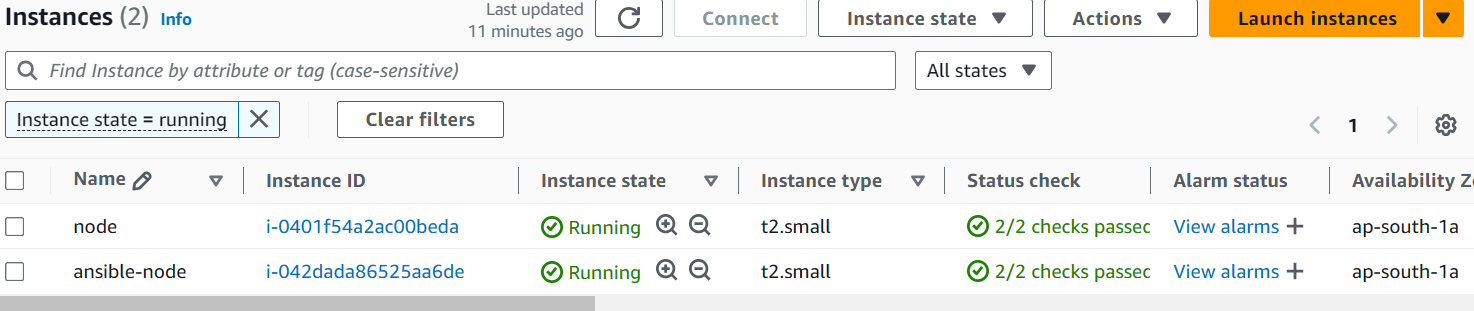 Instances (2) Info
Last updated
11 minutes ago
Connect
Instance state
Actions
Launch instances
Find Instance by attribute or tag (case-sensitive)
All states
Instance state = running
Clear filters
1
Name Instance ID Instance state Instance type Status check Alarm status Availability Z
node i-0401f54a2ac00beda Running t2.small 2/2 checks passec View alarms + ap-south-1a
ansible-node i-042dada86525aa6de Running t2.small 2/2 checks passec View alarms + ap-south-1a